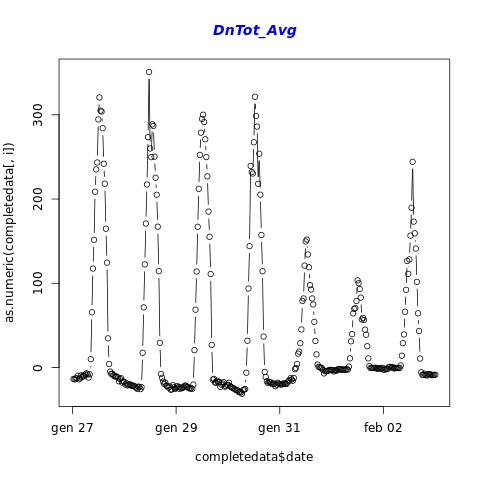 DnTot_Avg
as.numeric(completedata[, i])
300
200
100
0
gen 27
gen 29
gen 31
feb 02
completedata$date